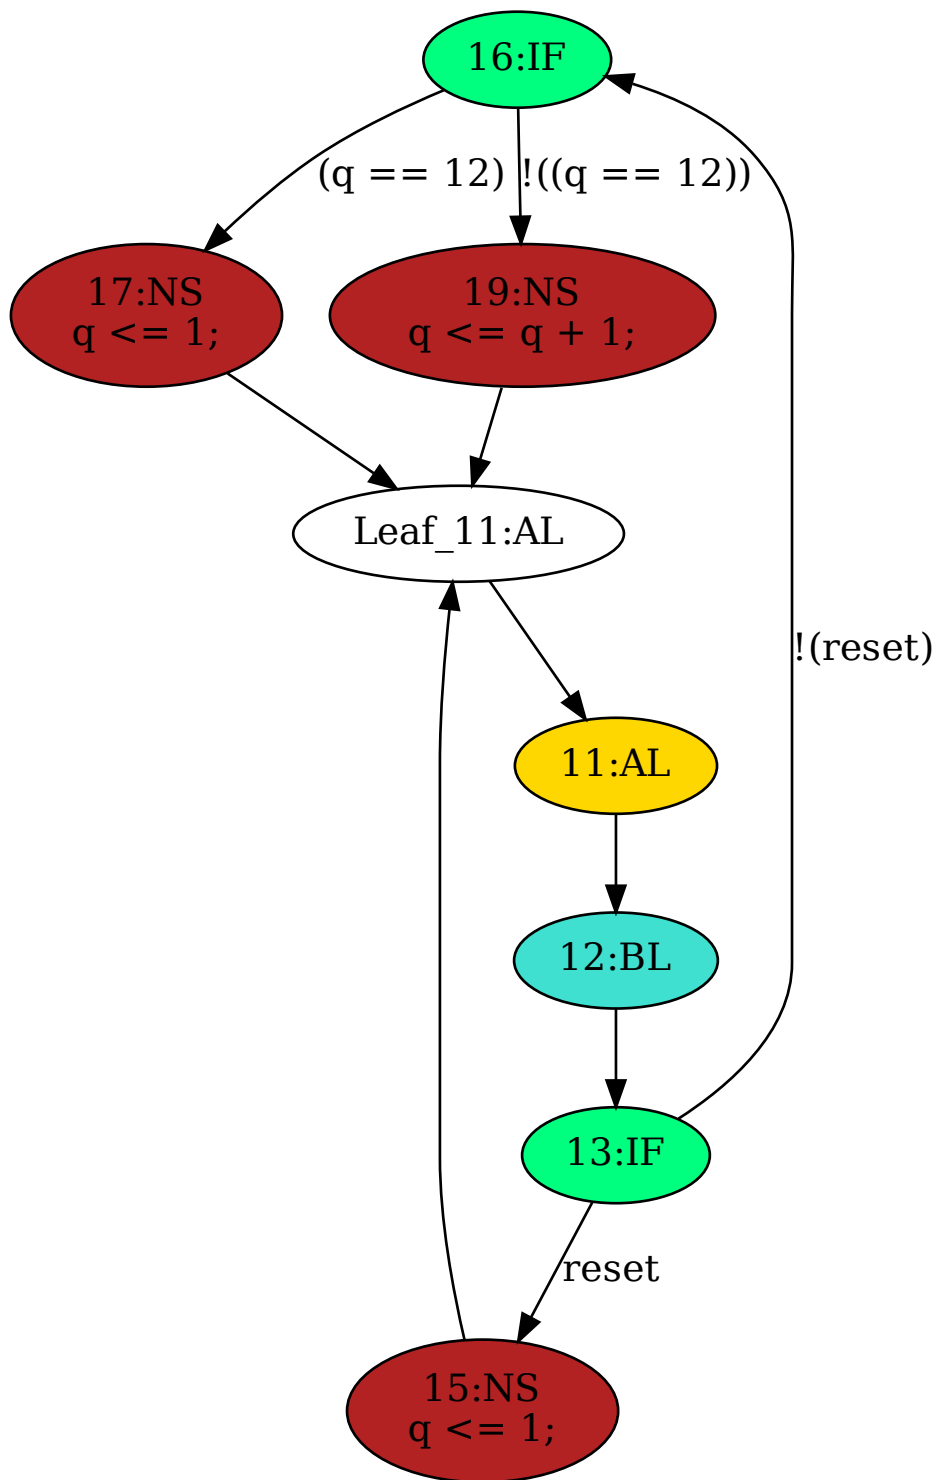 16:IF
(q == 12)
!((q == 12))
17:NS
q <= 1;
19:NS
q <= q + 1;
Leaf_11:AL
!(reset)
11:AL
12:BL
13:IF
reset
15:NS
q <= 1;